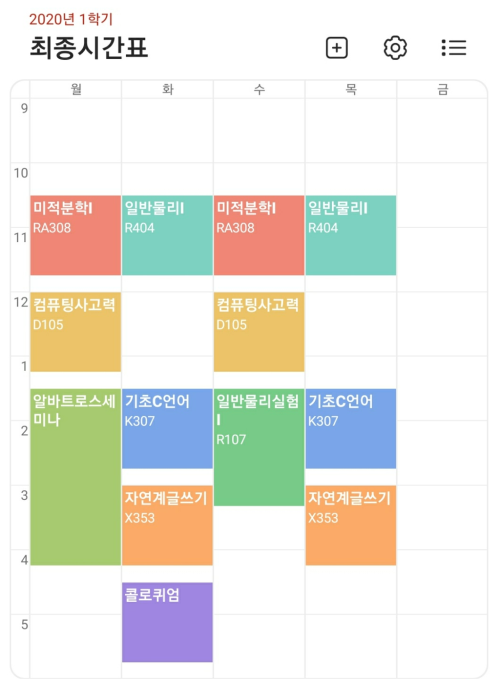 2020년 1학기
최종시간표
월 화 수 목 금
9
10
미적분학I 일반물리I 미적분학I 일반물리I
RA308 R404 RA308 R404
11
12
컴퓨팅사고력 컴퓨팅사고력
D105 D105
1
알바트로스세 기초C언어 일반물리실험 기초C언어
미나 K307 I K307
R107
2
3
자연계글쓰기 자연계글쓰기
X353 X353
4
콜로퀴엄
5